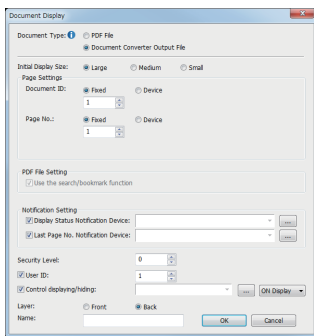 Document Display
Document Type: PDF File
Document Converter Output File
Initial Display Size: Large Medium Small
Page Settings
Document ID: Fixed Device
1
Page No.: Fixed Device
1
PDF File Setting
Use the search/bookmark function
Notification Setting
Display Status Notification Device: ...
Last Page No. Notification Device: ...
Security Level: 0
User ID: 1
Control displaying/hiding: ... ON Display
Layer: Front Back
Name: OK Cancel